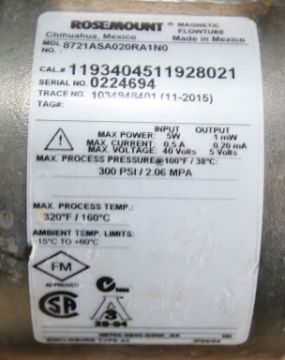 ROSEMOUNT® MAGNETIC FLOWTUBE
Chihuahua, Mexico Made in Mexico
MDL. NO.: 8721ASA020RA1N0
CAL.# 1193404511928021
SERIAL NO. 0224694
TRACE NO. 1034948401 (11-2015)
TAG#:
INPUT OUTPUT
MAX POWER: 5W 1 mW
MAX. CURRENT: 0.5 A 0.20 mA
MAX. VOLTAGE: 40 Volts 5 Volts
MAX. PROCESS PRESSURE@100°F / 38°C:
300 PSI / 2.06 MPA
MAX. PROCESS TEMP.:
320°F / 160°C
AMBIENT TEMP. LIMITS:
-15°C TO +60°C
FM
APPROVED
3